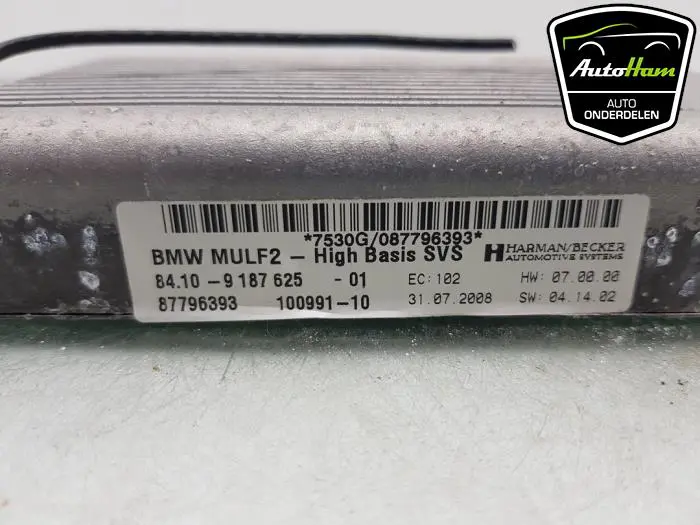 AutoHam
AUTO
ONDERDELEN
*7530G/087796393*
BMW MULF2 - High Basis SVS
HARMAN/BECKER
AUTOMOTIVE SYSTEMS
84.10 - 9 187 625 - 01 EC: 102 HW: 07.00.00
87796393 100991-10 31.07.2008 SW: 04.14.02